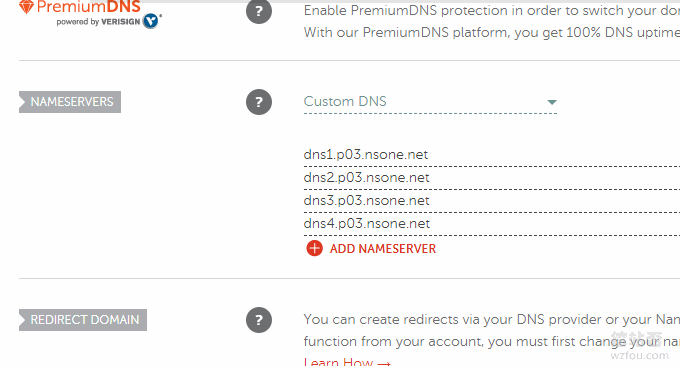 PremiumDNS
powered by VERISIGN
?
Enable PremiumDNS protection in order to switch your
With our PremiumDNS platform, you get 100% DNS uptime
NAMESERVERS
?
Custom DNS
dns1.p03.nsone.net
dns2.p03.nsone.net
dns3.p03.nsone.net
dns4.p03.nsone.net
ADD NAMESERVER
REDIRECT DOMAIN
?
You can create redirects via your DNS provider or your
function from your account, you must first change your
Learn How →
wzfou.com